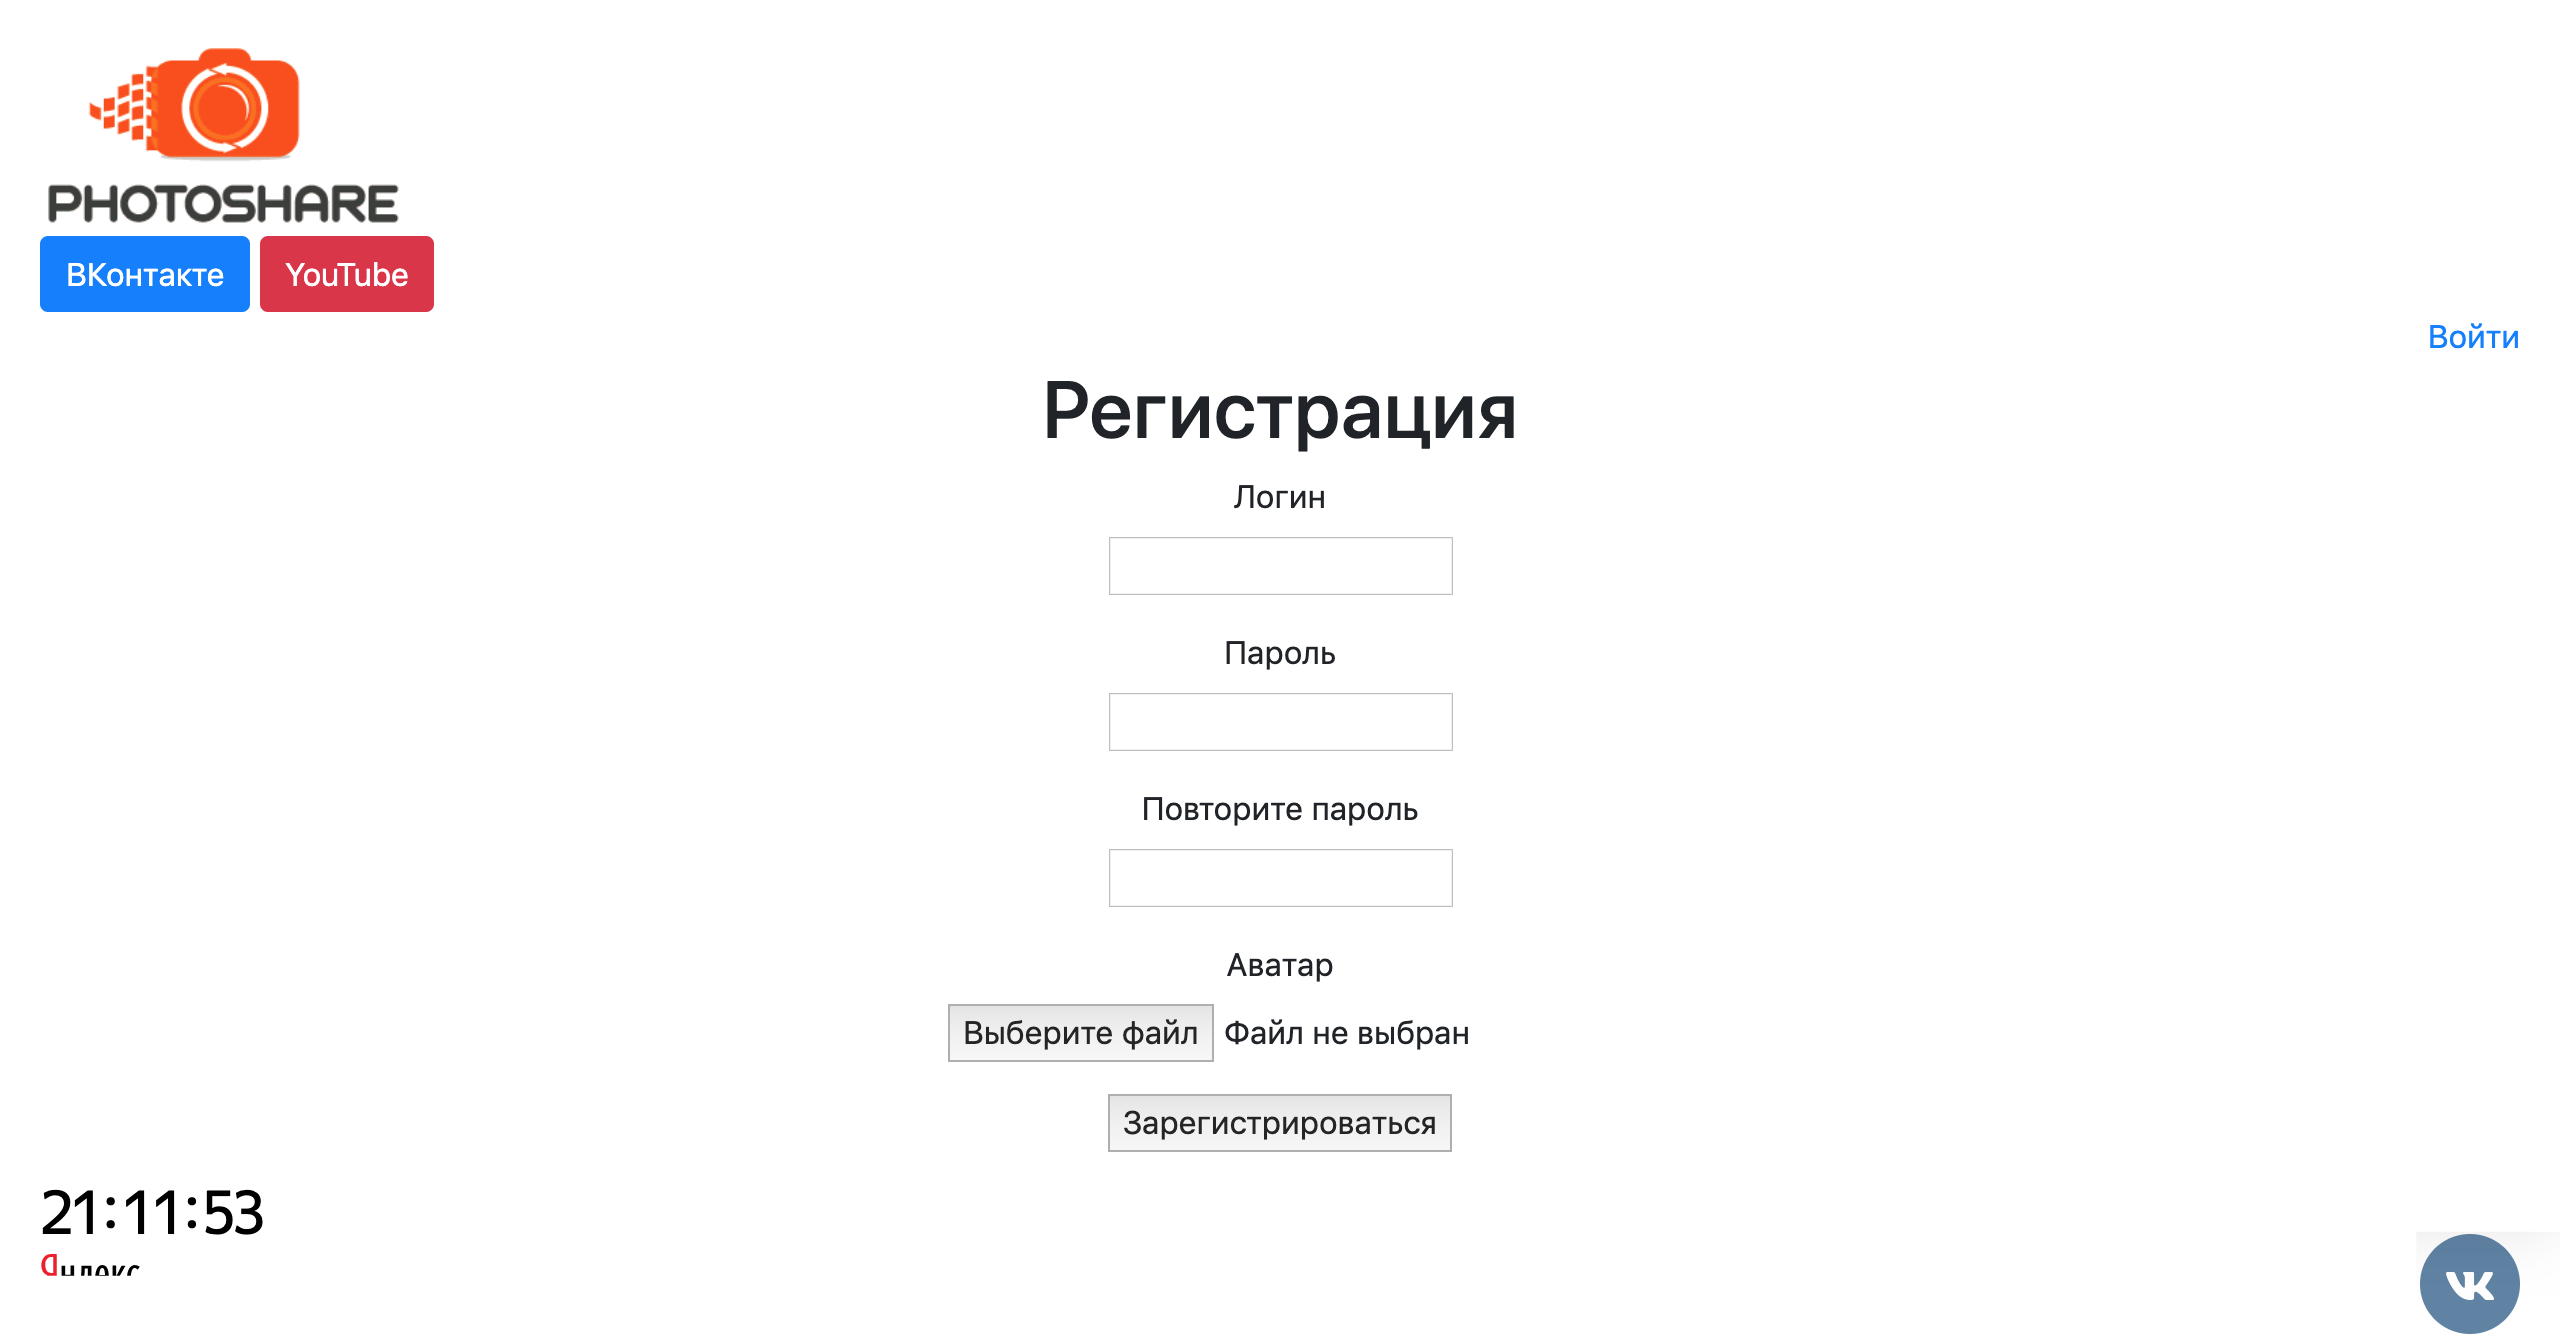 PHOTOSHARE
ВКонтакте YouTube
Войти
Регистрация
Логин
Пароль
Повторите пароль
Аватар
Выберите файл Файл не выбран
Зарегистрироваться
21:11:53
Яндекс